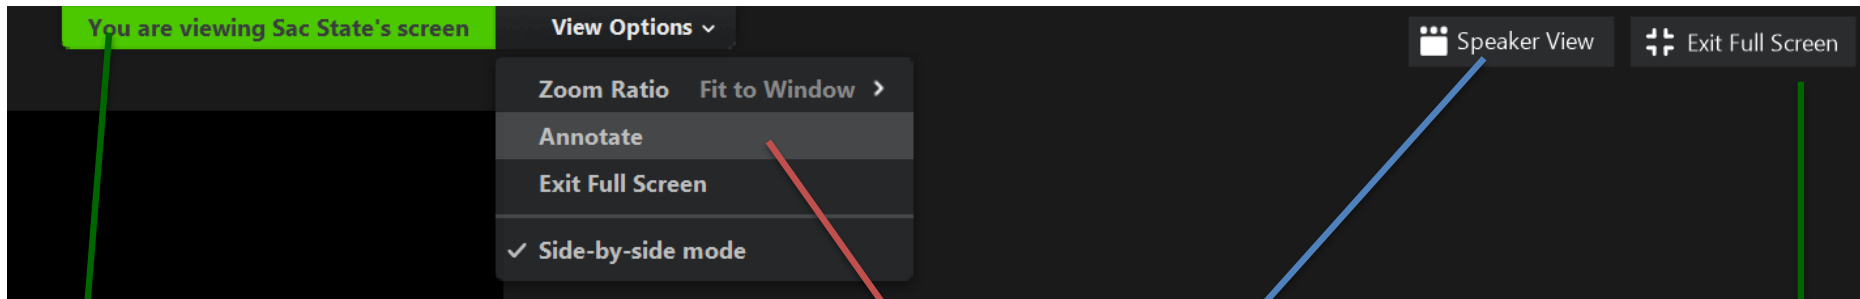 You are viewing Sac State's screen
View Options
Speaker View
Exit Full Screen
Zoom Ratio Fit to Window
Annotate
Exit Full Screen
Side-by-side mode